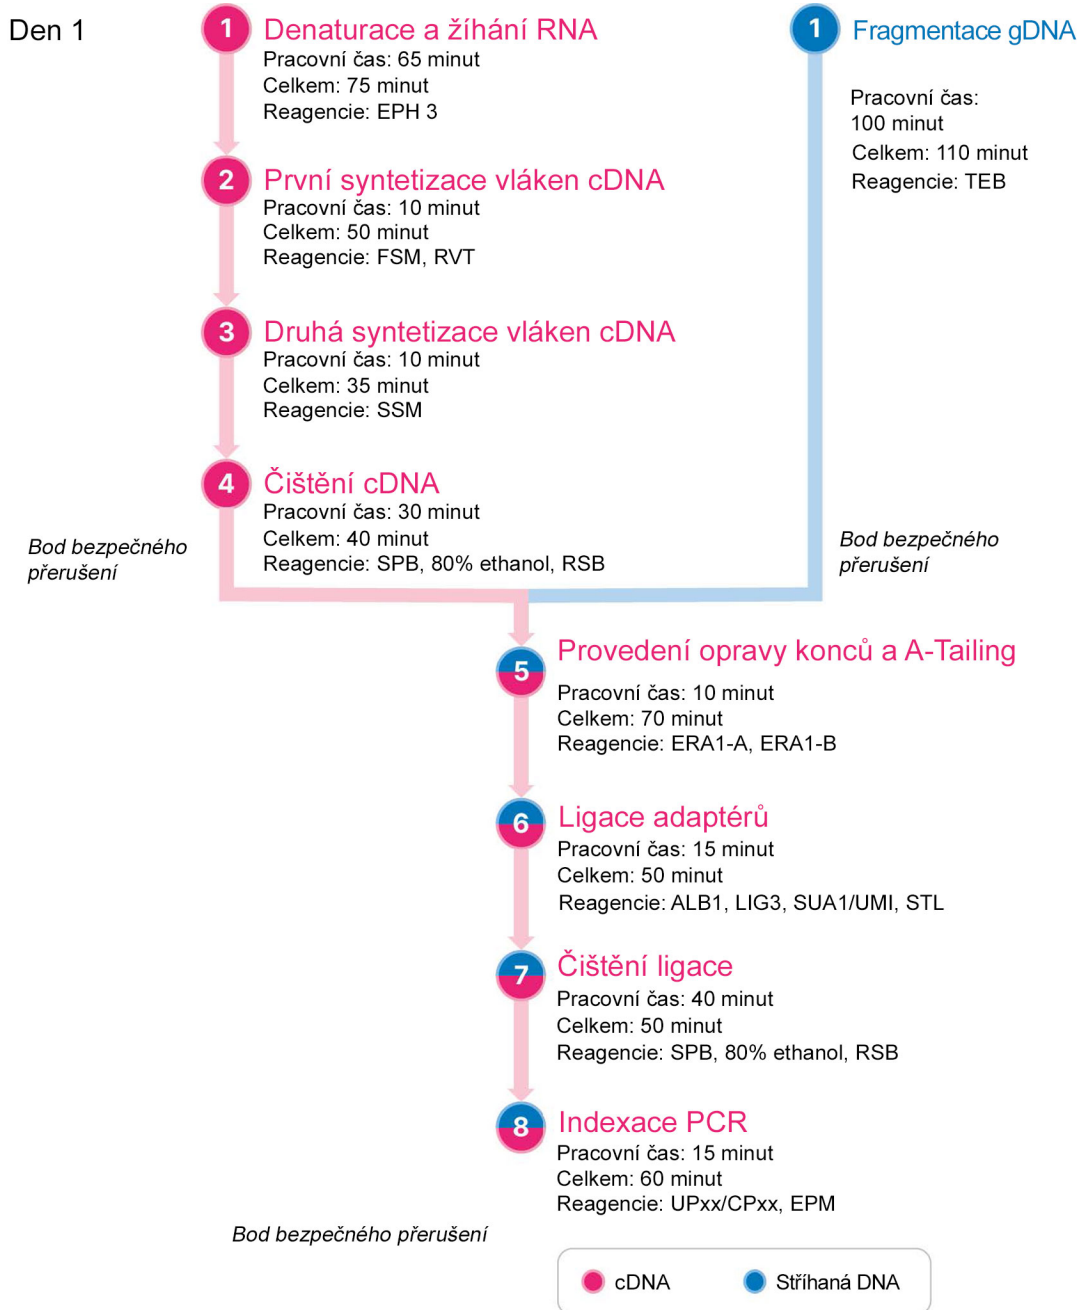 Den 1
1
Denaturace a žíhání RNA
Pracovní čas: 65 minut
Celkem: 75 minut
Reagencie: EPH 3
1
Fragmentace gDNA
Pracovní čas:
100 minut
Celkem: 110 minut
Reagencie: TEB
2
První syntetizace vláken cDNA
Pracovní čas: 10 minut
Celkem: 50 minut
Reagencie: FSM, RVT
3
Druhá syntetizace vláken cDNA
Pracovní čas: 10 minut
Celkem: 35 minut
Reagencie: SSM
4
Čištění cDNA
Pracovní čas: 30 minut
Celkem: 40 minut
Reagencie: SPB, 80% ethanol, RSB
Bod bezpečného
přerušení
Bod bezpečného
přerušení
5
Provedení opravy konců a A-Tailing
Pracovní čas: 10 minut
Celkem: 70 minut
Reagencie: ERA1-A, ERA1-B
6
Ligace adaptérů
Pracovní čas: 15 minut
Celkem: 50 minut
Reagencie: ALB1, LIG3, SUA1/UMI, STL
7
Čištění ligace
Pracovní čas: 40 minut
Celkem: 50 minut
Reagencie: SPB, 80% ethanol, RSB
8
Indexace PCR
Pracovní čas: 15 minut
Celkem: 60 minut
Reagencie: UPxx/CPxx, EPM
Bod bezpečného přerušení
cDNA
Stříhaná DNA